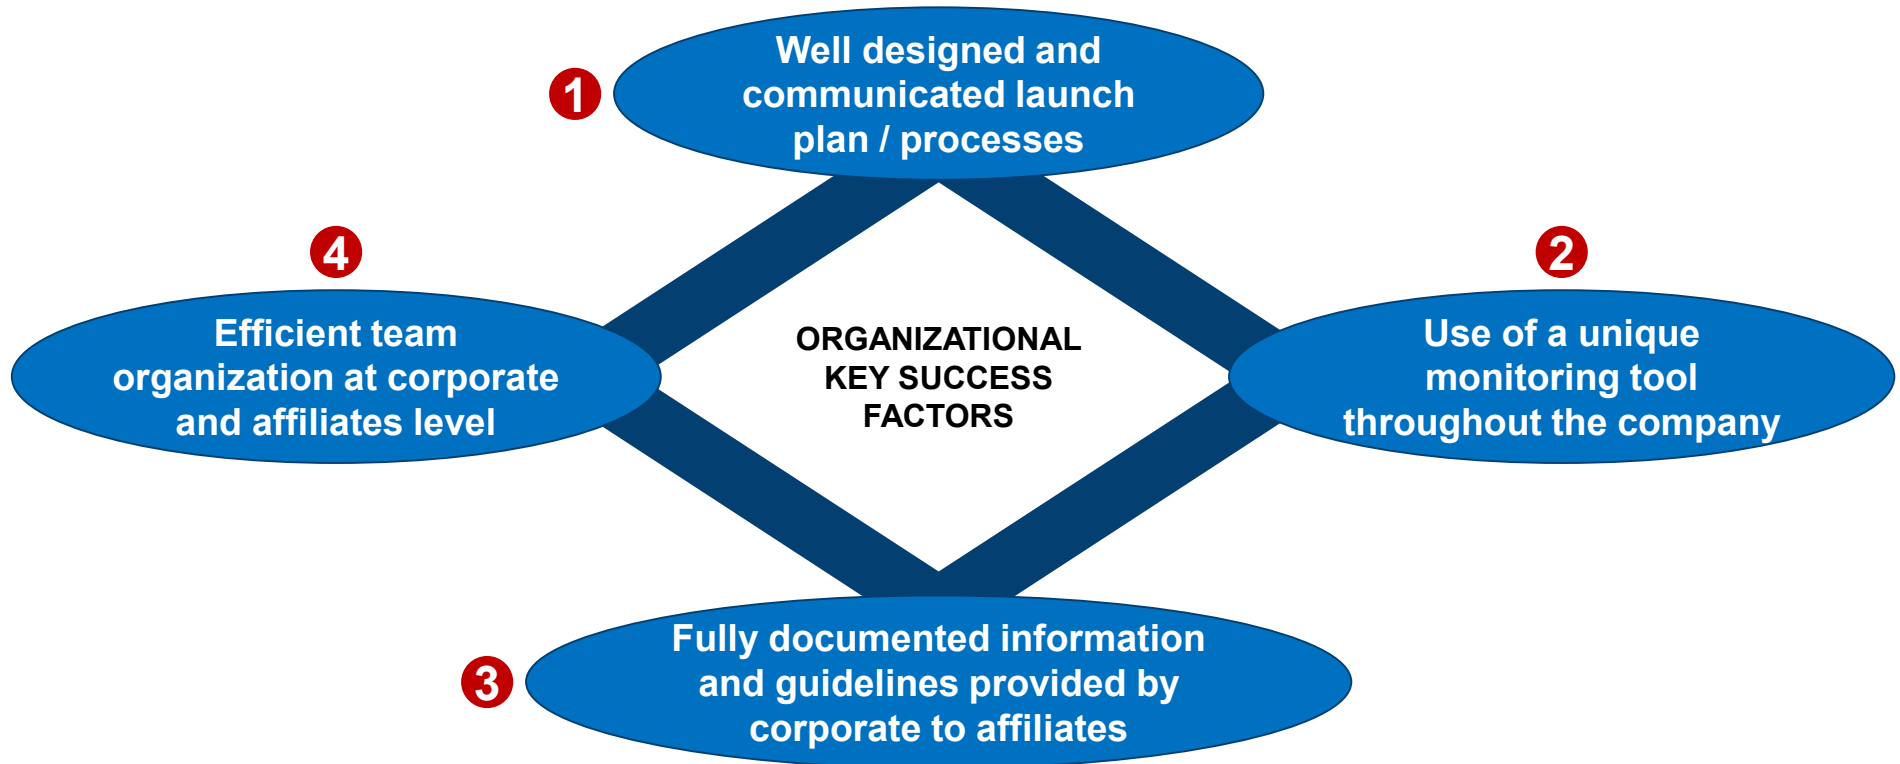 1
Well designed and
communicated launch
plan / processes
4
Efficient team
organization at corporate
and affiliates level
ORGANIZATIONAL
KEY SUCCESS
FACTORS
2
Use of a unique
monitoring tool
throughout the company
3
Fully documented information
and guidelines provided by
corporate to affiliates